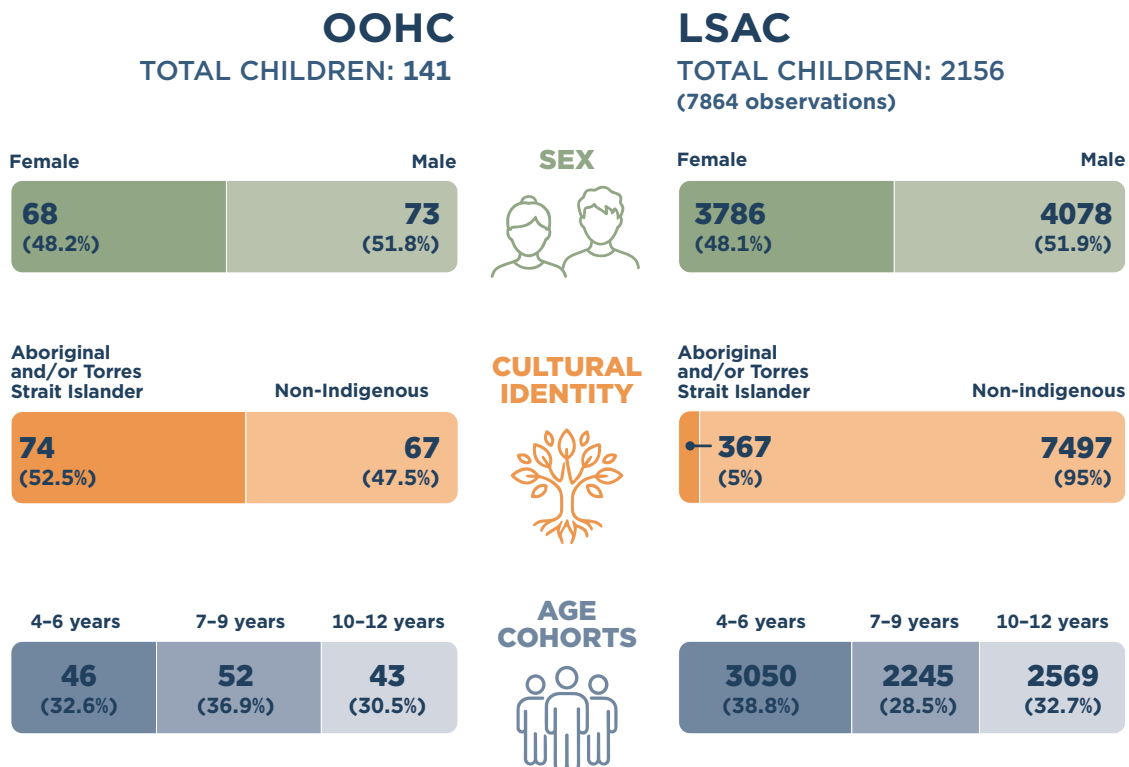 OOHC
TOTAL CHILDREN: 141
LSAC
TOTAL CHILDREN: 2156
(7864 observations)
SEX
Female
Male
68
(48.2%)
73
(51.8%)
Female
Male
3786
(48.1%)
4078
(51.9%)
CULTURAL
IDENTITY
Aboriginal
and/or Torres
Strait Islander
Non-Indigenous
74
(52.5%)
67
(47.5%)
Aboriginal
and/or Torres
Strait Islander
Non-indigenous
367
(5%)
7497
(95%)
AGE
COHORTS
4–6 years
7–9 years
10–12 years
46
(32.6%)
52
(36.9%)
43
(30.5%)
4–6 years
7–9 years
10–12 years
3050
(38.8%)
2245
(28.5%)
2569
(32.7%)